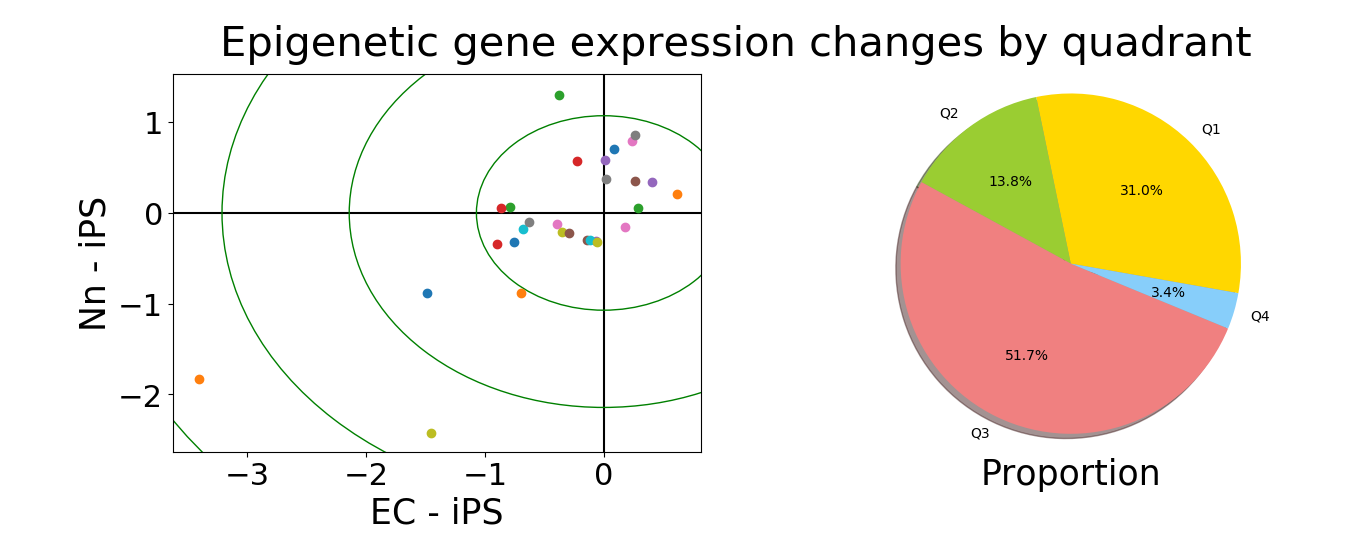 Epigenetic gene expression changes by quadrant
1
0
−1
−2
Nn - iPS
−3
−2
−1
0
EC - iPS
Q1
Q2
Q3
Q4
31.0%
13.8%
51.7%
3.4%
Proportion